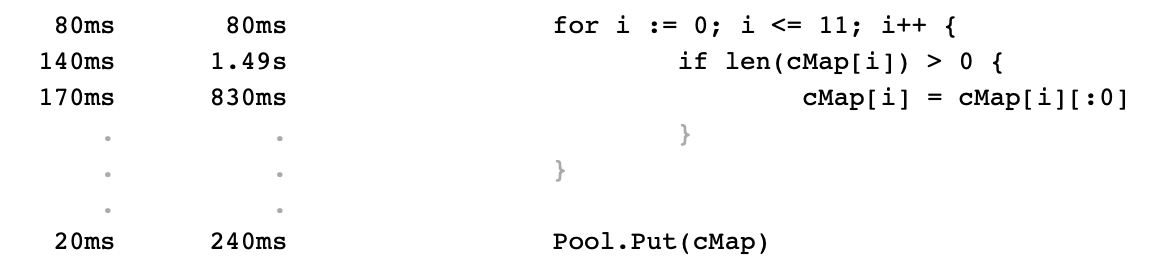 80ms 80ms for i := 0; i <= 11; i++ {
140ms 1.49s if len(cMap[i]) > 0 {
170ms 830ms cMap[i] = cMap[i][:0]
. . }
. . }
. .
20ms 240ms Pool.Put(cMap)